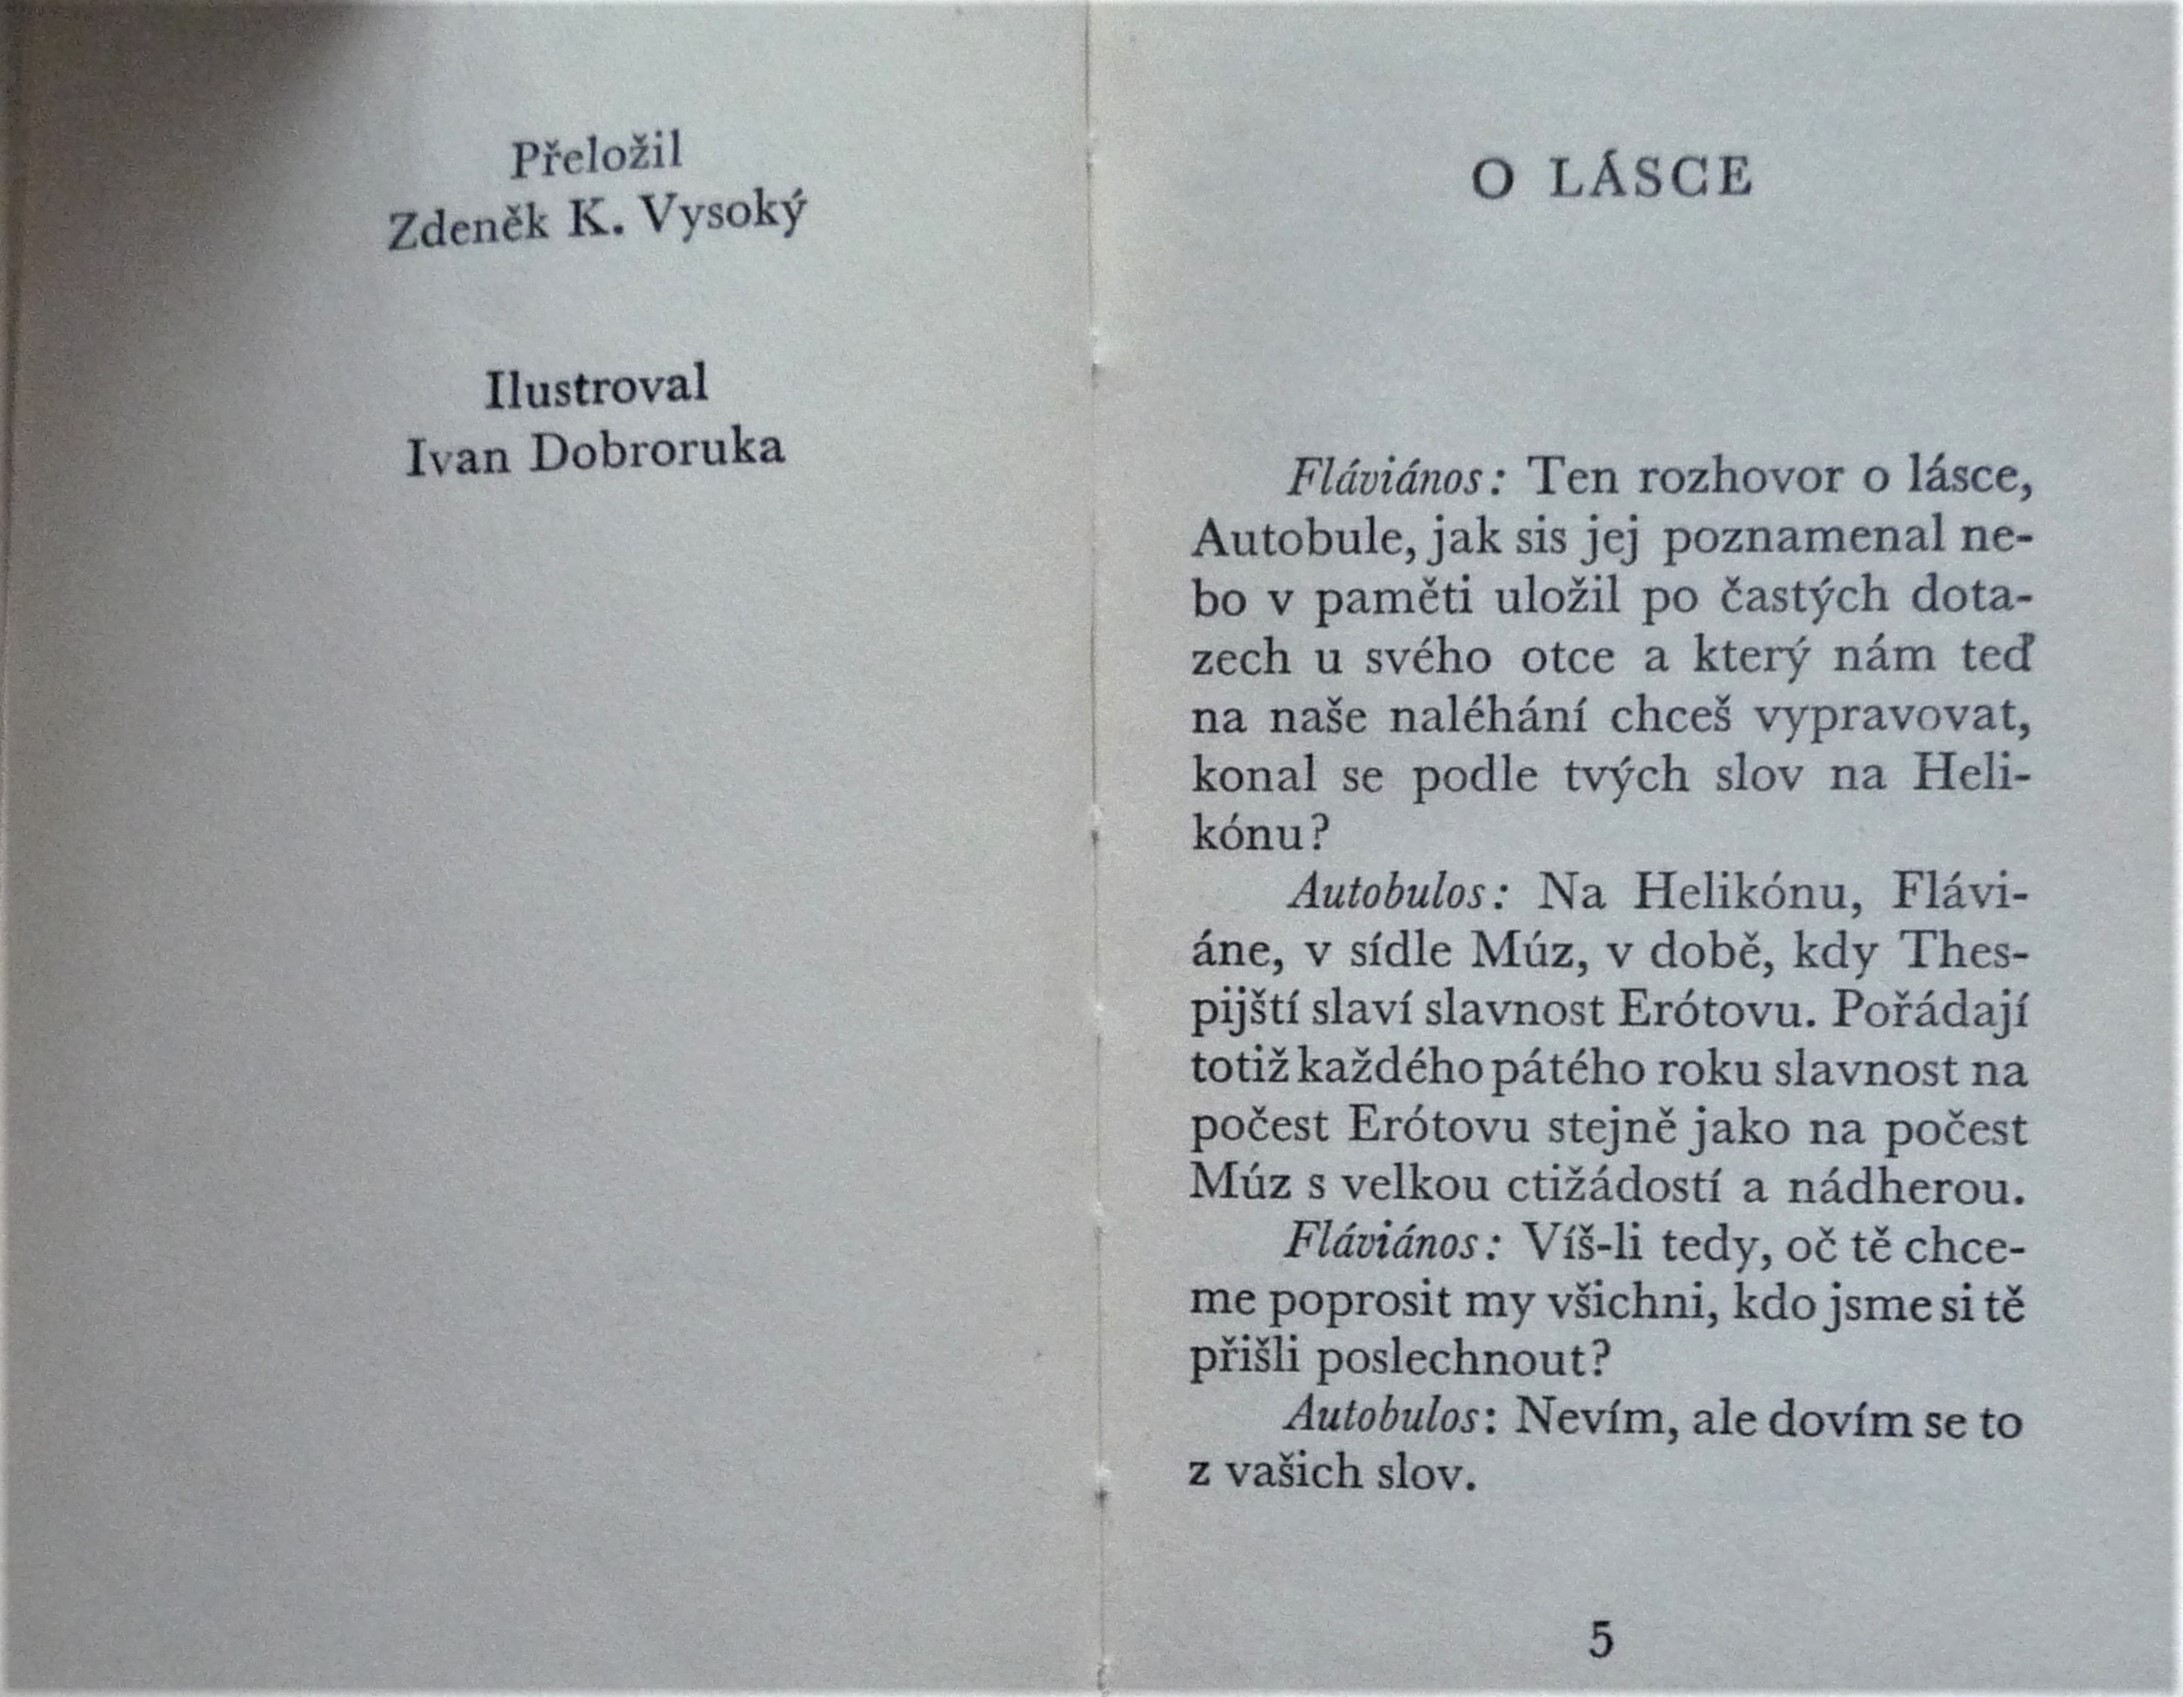 Přeložil
Zdeněk K. Vysoký
Ilustroval
Ivan Dobroruka
O LÁSCE
Fláviános: Ten rozhovor o lásce,
Autobule, jak sis jej poznamenal ne-
bo v paměti uložil po častých dota-
zech u svého otce a který nám teď
na naše naléhání chceš vypravovat,
konal se podle tvých slov na Heli-
kónu?
Autobulos: Na Helikónu, Flávi-
áne, v sídle Múz, v době, kdy Thes-
pijští slaví slavnost Erótovu. Pořádají
totiž každého pátého roku slavnost na
počest Erótovu stejně jako na počest
Múz s velkou ctižádostí a nádherou.
Fláviános: Víš-li tedy, oč tě chce-
me poprosit my všichni, kdo jsme si tě
přišli poslechnout?
Autobulos: Nevím, ale dovím se to
z vašich slov.
5